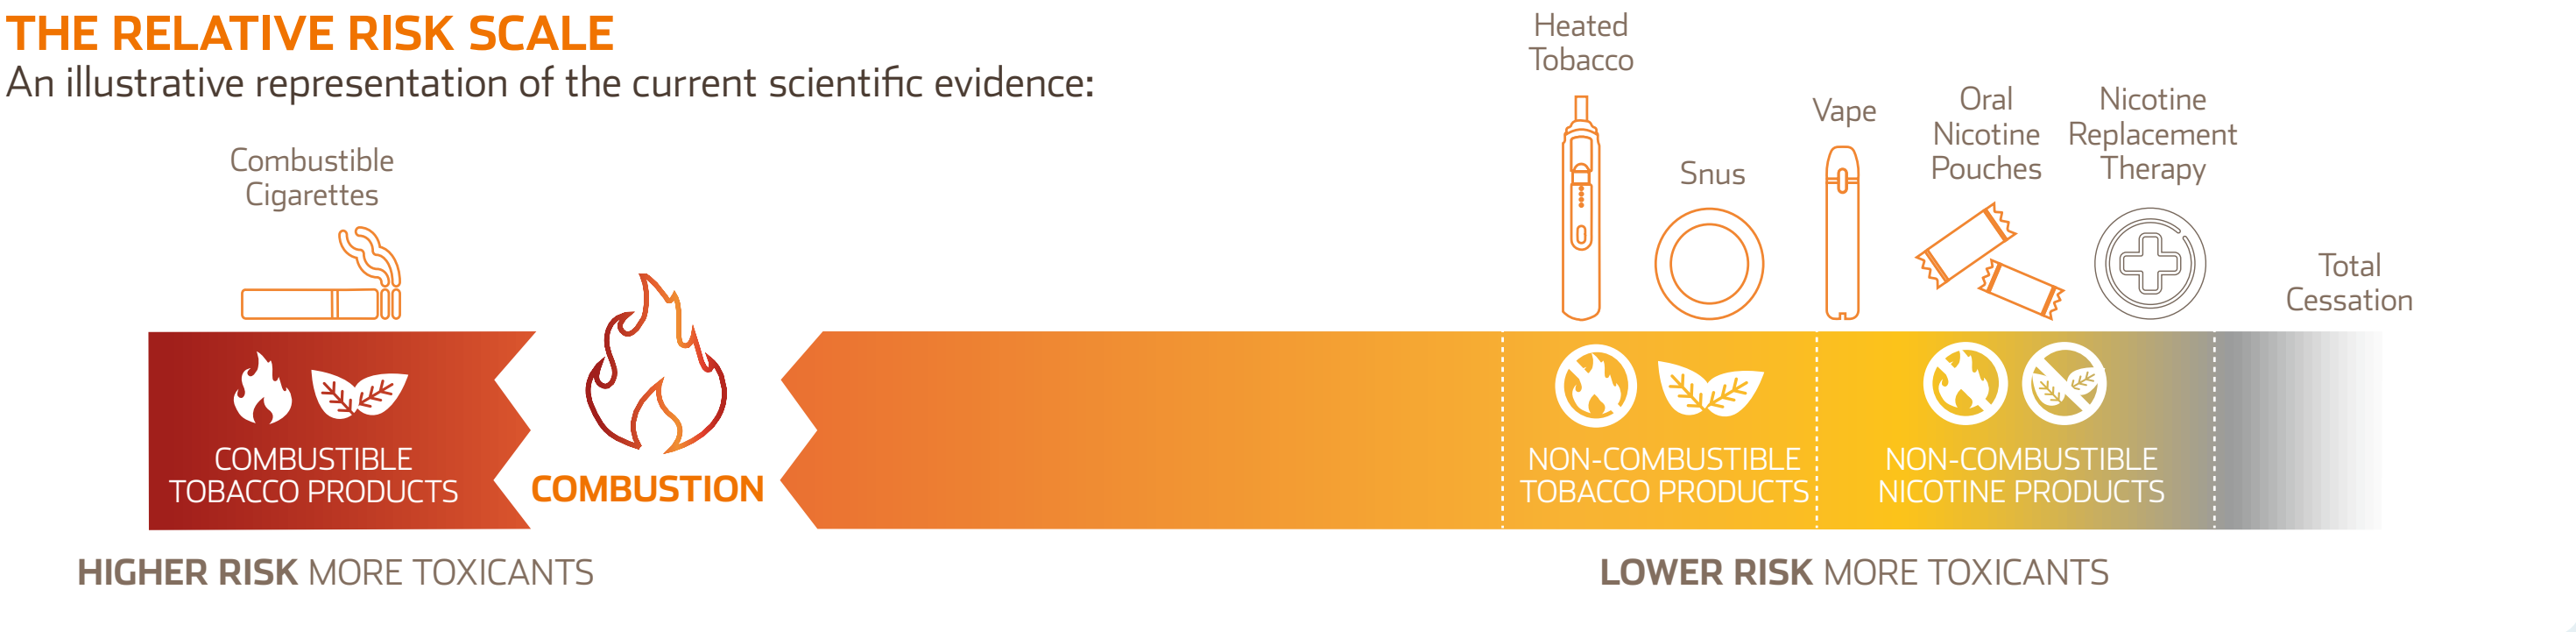 THE RELATIVE RISK SCALE
An illustrative representation of the current scientific evidence:
Combustible
Cigarettes
Heated
Tobacco
Snus
Vape
Oral
Nicotine
Pouches
Nicotine
Replacement
Therapy
Total
Cessation
COMBUSTIBLE
TOBACCO PRODUCTS
COMBUSTION
NON-COMBUSTIBLE
TOBACCO PRODUCTS
NON-COMBUSTIBLE
NICOTINE PRODUCTS
HIGHER RISK MORE TOXICANTS
LOWER RISK MORE TOXICANTS